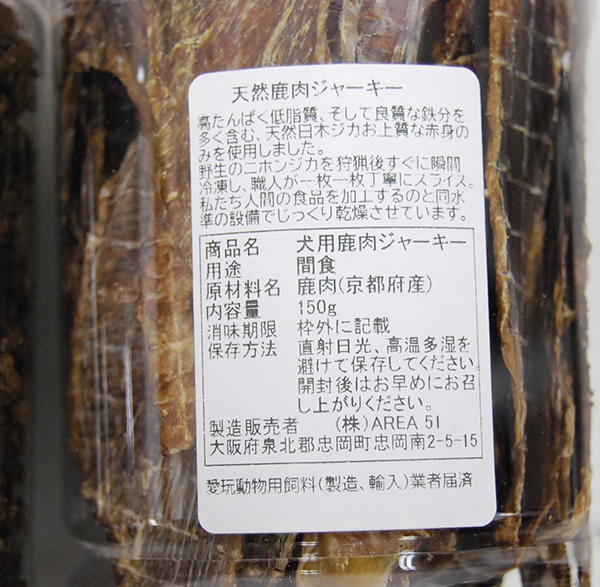 天然鹿肉ジャーキー
高たんぱく低脂質、そして良質な鉄分を
多く含む、天然日本ジカお上質な赤身の
みを使用しました。
野生のニホンジカを狩猟後すぐに瞬間
冷凍し、職人が一枚一枚丁寧にスライス。
私たち人間の食品を加工するのと同水
準の設備でじっくり乾燥させています。
商品名 犬用鹿肉ジャーキー
用途 間食
原材料名 鹿肉(京都府産)
内容量 150g
消味期限 枠外に記載
保存方法 直射日光、高温多湿を
避けて保存してください。
開封後はお早めにお召
し上がりください。
製造販売者 (株)AREA 51
大阪府泉北郡忠岡町忠岡南2-5-15
愛玩動物用飼料(製造、輸入)業者届済